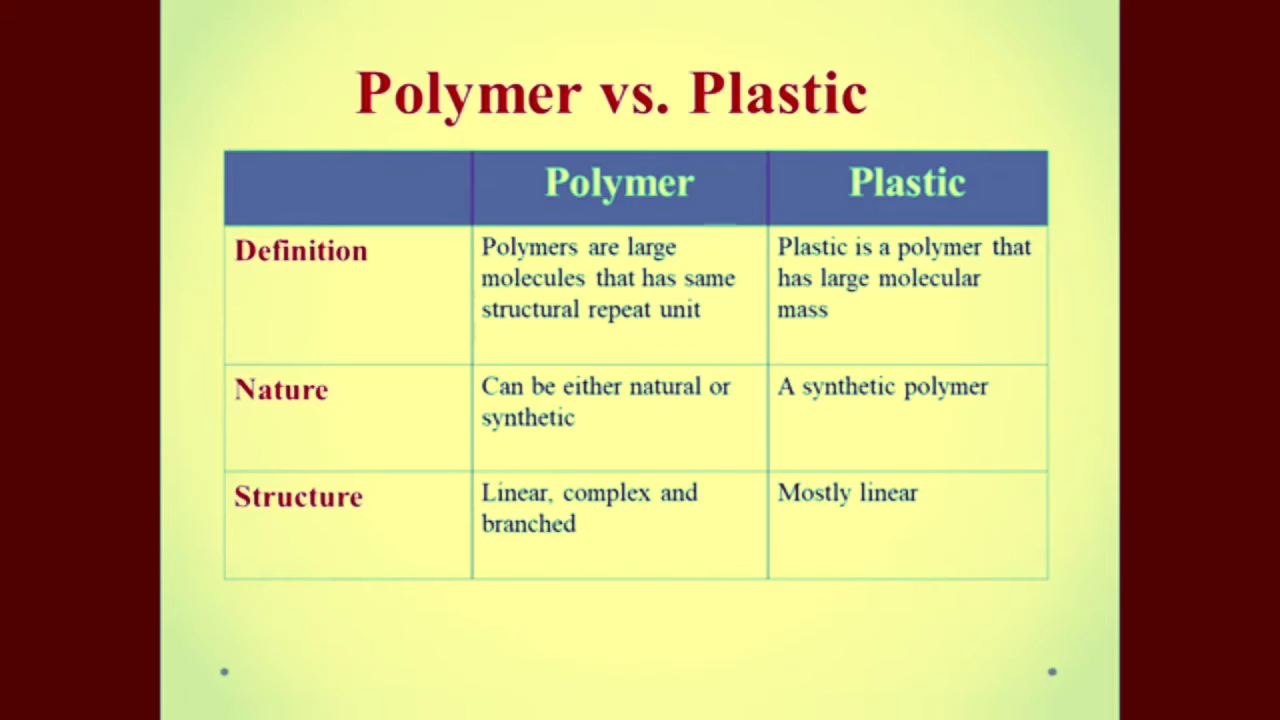 Polymer vs. Plastic
Polymer
Plastic
Definition
Polymers are large
molecules that has same
structural repeat unit
Plastic is a polymer that
has large molecular
mass
Nature
Can be either natural or
synthetic
A synthetic polymer
Structure
Linear, complex and
branched
Mostly linear